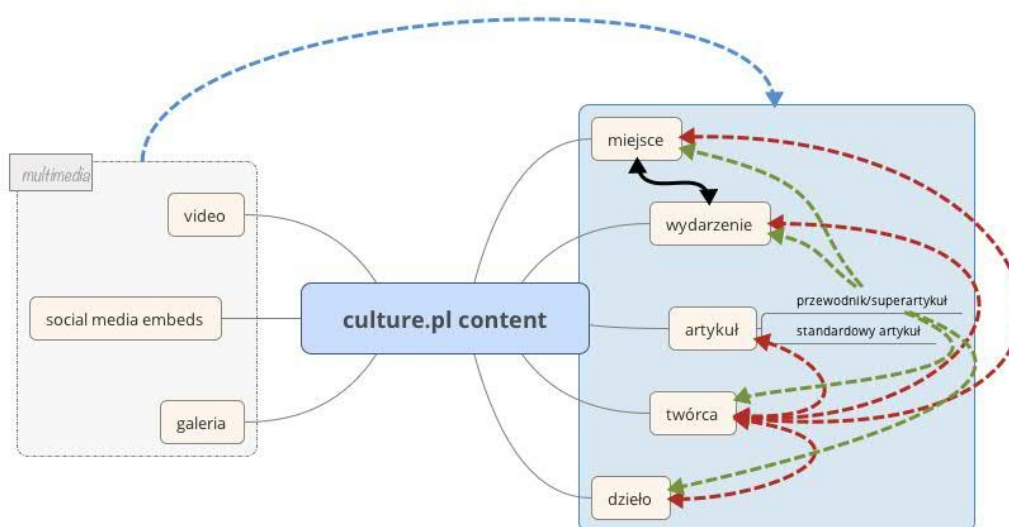 multimedia
video
social media embeds
galeria
culture.pl content
miejsce
wydarzenie
artykuł
przewodnik/superartykuł
standardowy artykuł
twórca
dzieło